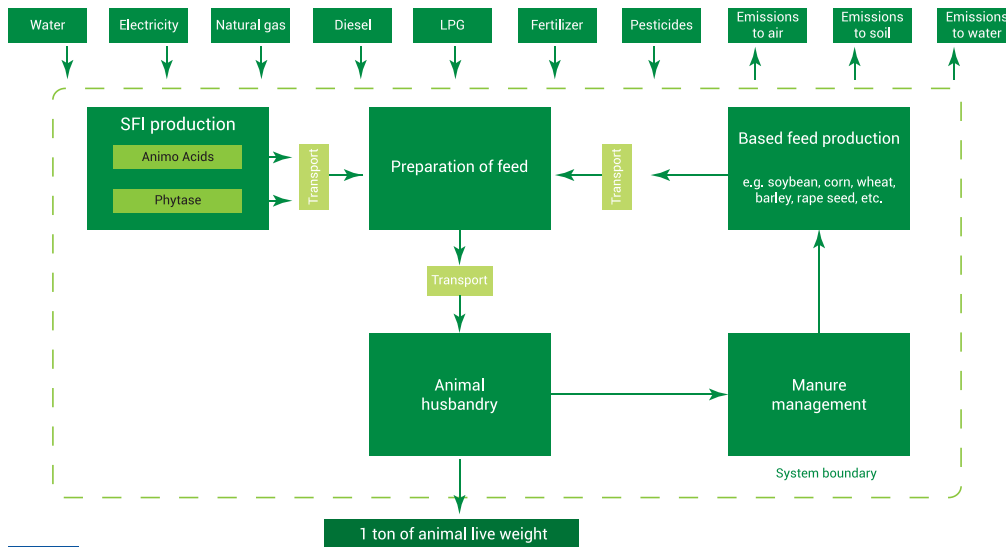 Water
Electricity
Natural gas
Diesel
LPG
Fertilizer
Pesticides
Emissions
to air
Emissions
to soil
Emissions
to water
SFI production
Animo Acids
Phytase
Transport
Preparation of feed
Transport
Based feed production
e.g. soybean, corn, wheat,
barley, rape seed, etc.
Transport
Animal
husbandry
Manure
management
System boundary
1 ton of animal live weight